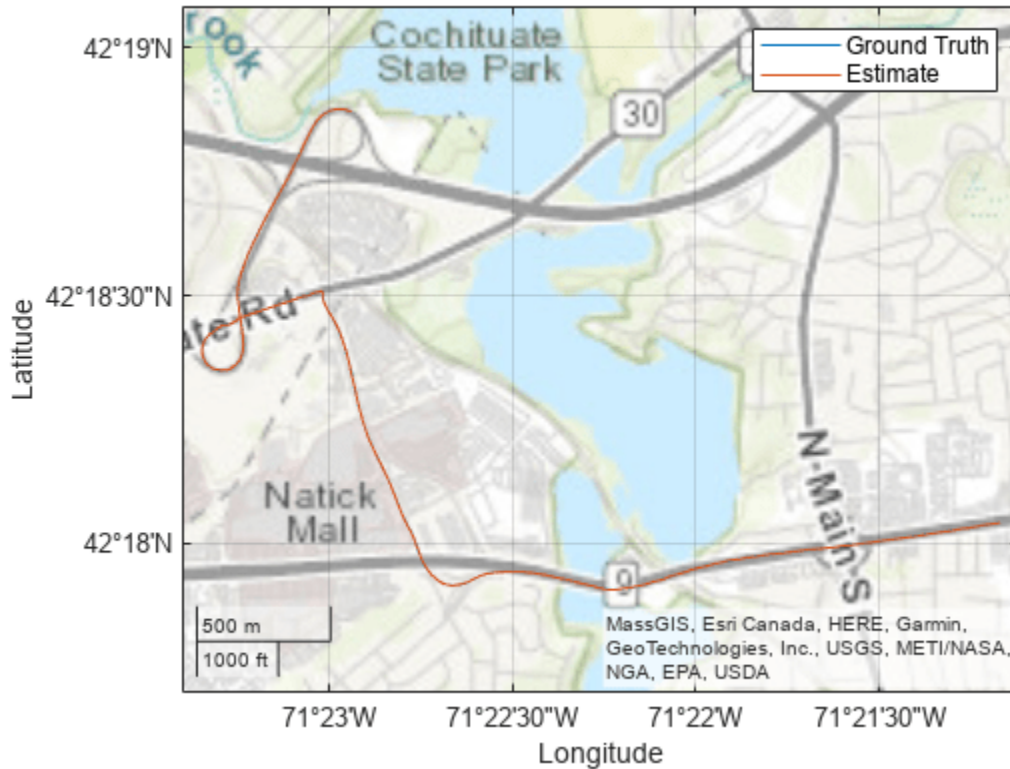 rook
Cochituate
State Park
Ground Truth
Estimate
30
42°19'N
42°18'30"N
42°18'N
Latitude
ate Rd
Natick
Mall
N-Main-S
9
500 m
1000 ft
MassGIS, Esri Canada, HERE, Garmin,
GeoTechnologies, Inc., USGS, METI/NASA,
NGA, EPA, USDA
71°23'W
71°22'30"W
71°22'W
71°21'30"W
Longitude